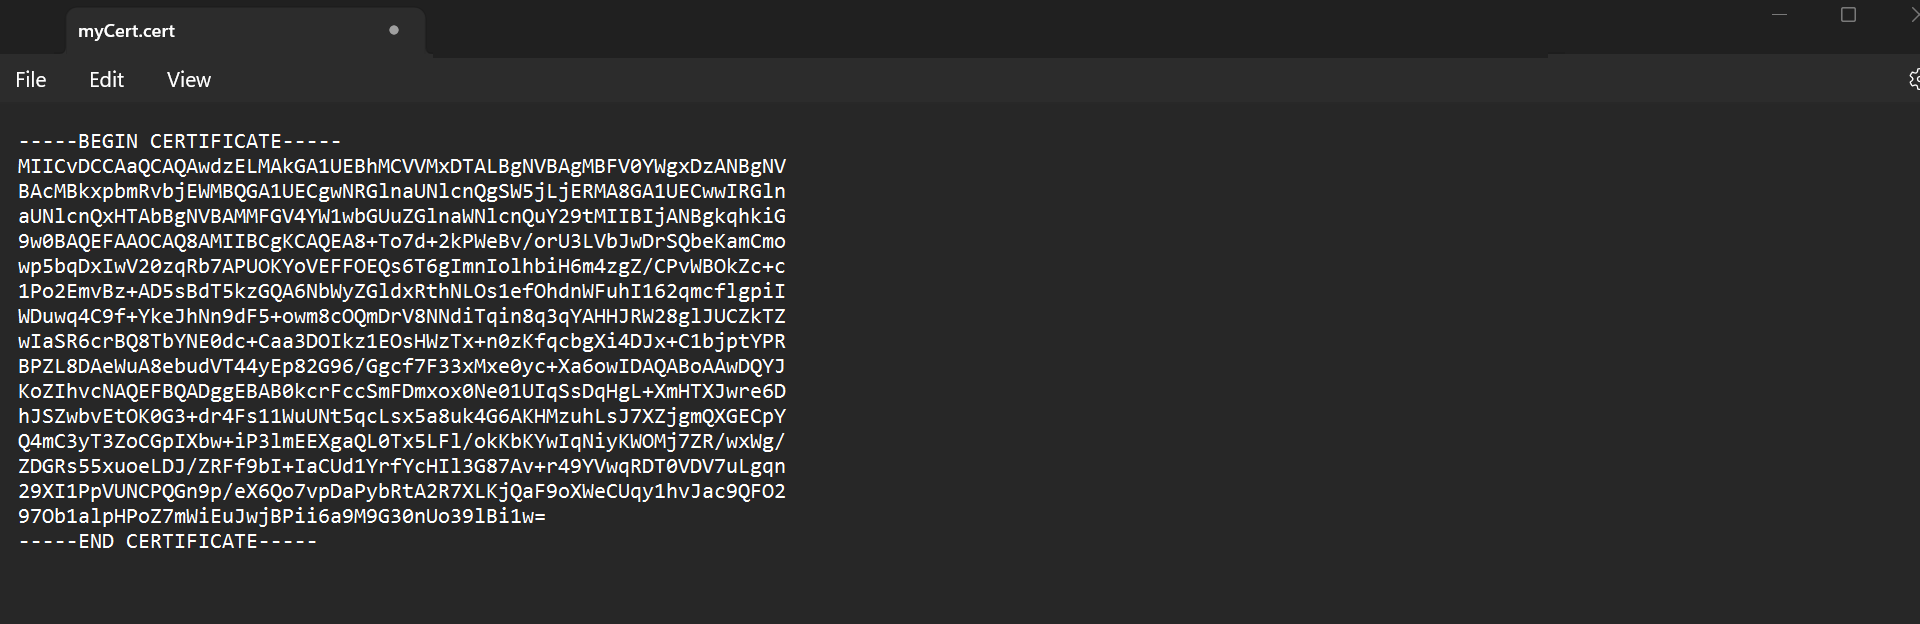 myCert.cert
File Edit View
-----BEGIN CERTIFICATE-----
MIICvDCCAaQCAQAwdzELMAkGA1UEBhMCVVMxDTALBgNVBAgMBFV0YWgxDzANBgNV
BAcMBkxpbmRvbjEWMBQGA1UECgwNRGlnaUNlcnQgSW5jLjERMA8GA1UECwwIRGln
aUNlcnQxHTAbBgNVBAMMFGV4YW1wbGUuZGlnaWNlcnQuY29tMIIBIjANBgkqhkiG
9w0BAQEFAAOCAQ8AMIIBCgKCAQEA8+To7d+2kPWeBv/orU3LVbJwDrSQbeKamCmo
wp5bqDxIwV20zqRb7APUOKYoVEFFOEQs6T6gImnIolhbiH6m4zgZ/CPvWBOkZc+c
1Po2EmvBz+AD5sBdT5kzGQA6NbWyZGldxRthNLOs1efOhdnWFuhI162qmcflgpiI
WDuwq4C9f+YkeJhNn9dF5+owm8cOQmDrV8NNdiTqin8q3qYAHHJRW28glJUCZkTZ
wIaSR6crBQ8TbYNE0dc+Caa3DOIkz1EOsHWzTx+n0zKfqcbgXi4DJx+C1bjptYPR
BPZL8DAeWuA8ebudVT44yEp82G96/Ggcf7F33xMxe0yc+Xa6owIDAQABoAAwDQYJ
KoZIhvcNAQEFBQADggEBAB0kcrFccSmFDmxox0Ne01UIqSsDqHgL+XmHTXJwre6D
hJSZwbvEtOK0G3+dr4Fs11WuUNt5qcLsx5a8uk4G6AKHMzuhLsJ7XZjgmQXGECpY
Q4mC3yT3ZoCGpIXbw+iP3lmEEXgaQL0Tx5LFl/okKbKYwIqNiyKWOMj7ZR/wxWg/
ZDGRs55xuoeLDJ/ZRFf9bI+IaCUd1YrfYcHIl3G87Av+r49YVwqRDT0VDV7uLgqn
29XI1PpVUNCPQGn9p/eX6Qo7vpDaPybRtA2R7XLKjQaF9oXWeCUqy1hvJac9QFO2
97Ob1alpHPoZ7mWiEuJwjBPii6a9M9G30nUo39lBi1w=
-----END CERTIFICATE-----